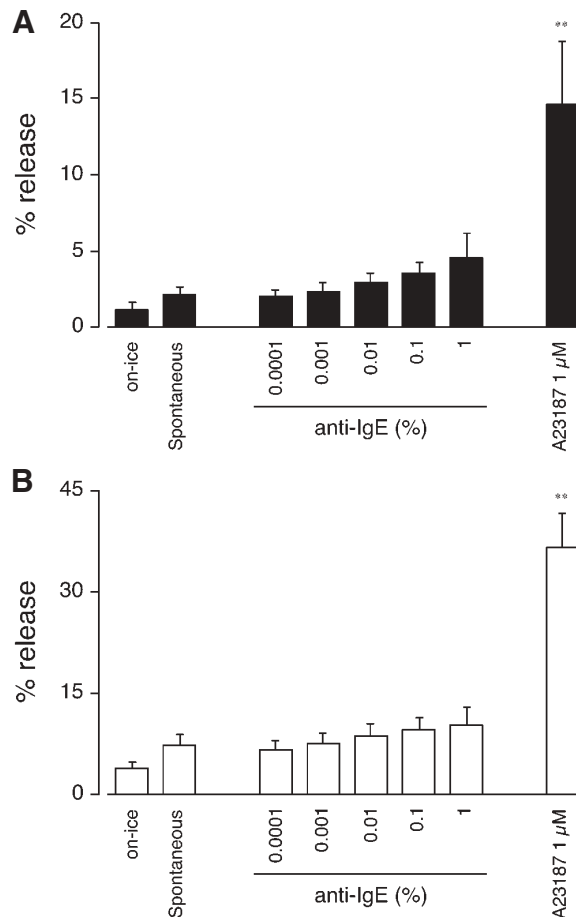 A
20
15
10
5
0
% release
**
on-ice
Spontaneous
0.0001
0.001
0.01
0.1
1
A23187 1 µM
anti-IgE (%)
B
45
30
15
0
% release
**
on-ice
Spontaneous
0.0001
0.001
0.01
0.1
1
A23187 1 µM
anti-IgE (%)